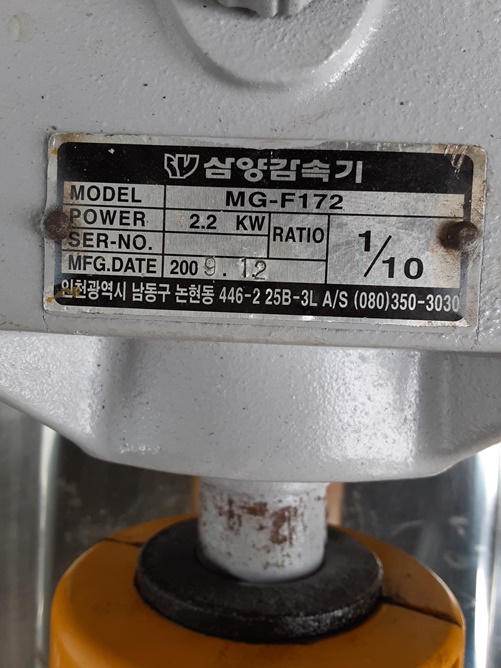 삼양감속기
MODEL MG-F172
POWER 2.2 KW RATIO 1/10
SER-NO.
MFG.DATE 2009.12
인천광역시 남동구 논현동 446-2 25B-3L A/S (080)350-3030